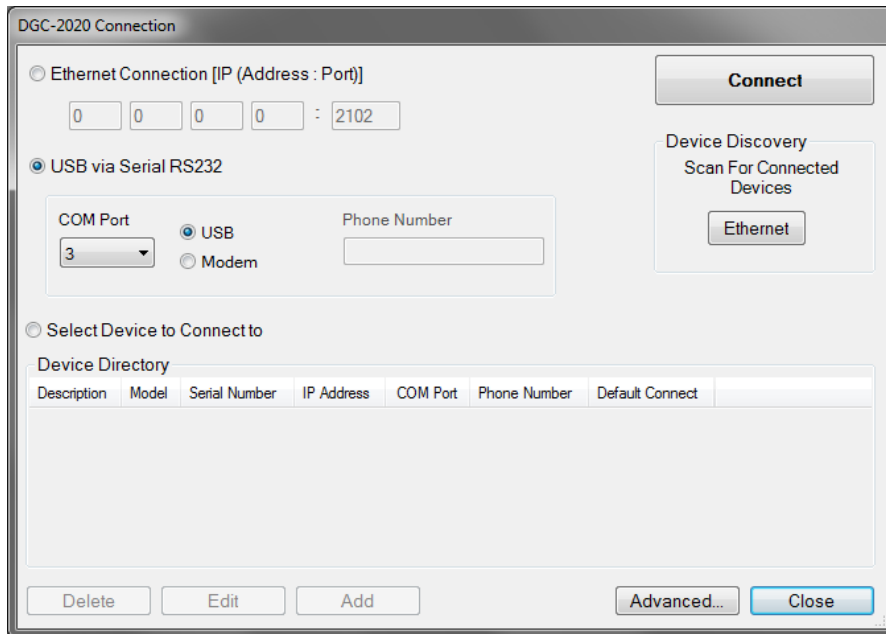 DGC-2020 Connection
Ethernet Connection [IP (Address : Port)]
Connect
0 0 0 0 : 2102
Device Discovery
Scan For Connected
Devices
Ethernet
USB via Serial RS232
COM Port
3
USB
Modem
Phone Number
Select Device to Connect to
Device Directory
Description Model Serial Number IP Address COM Port Phone Number Default Connect
Delete Edit Add Advanced... Close